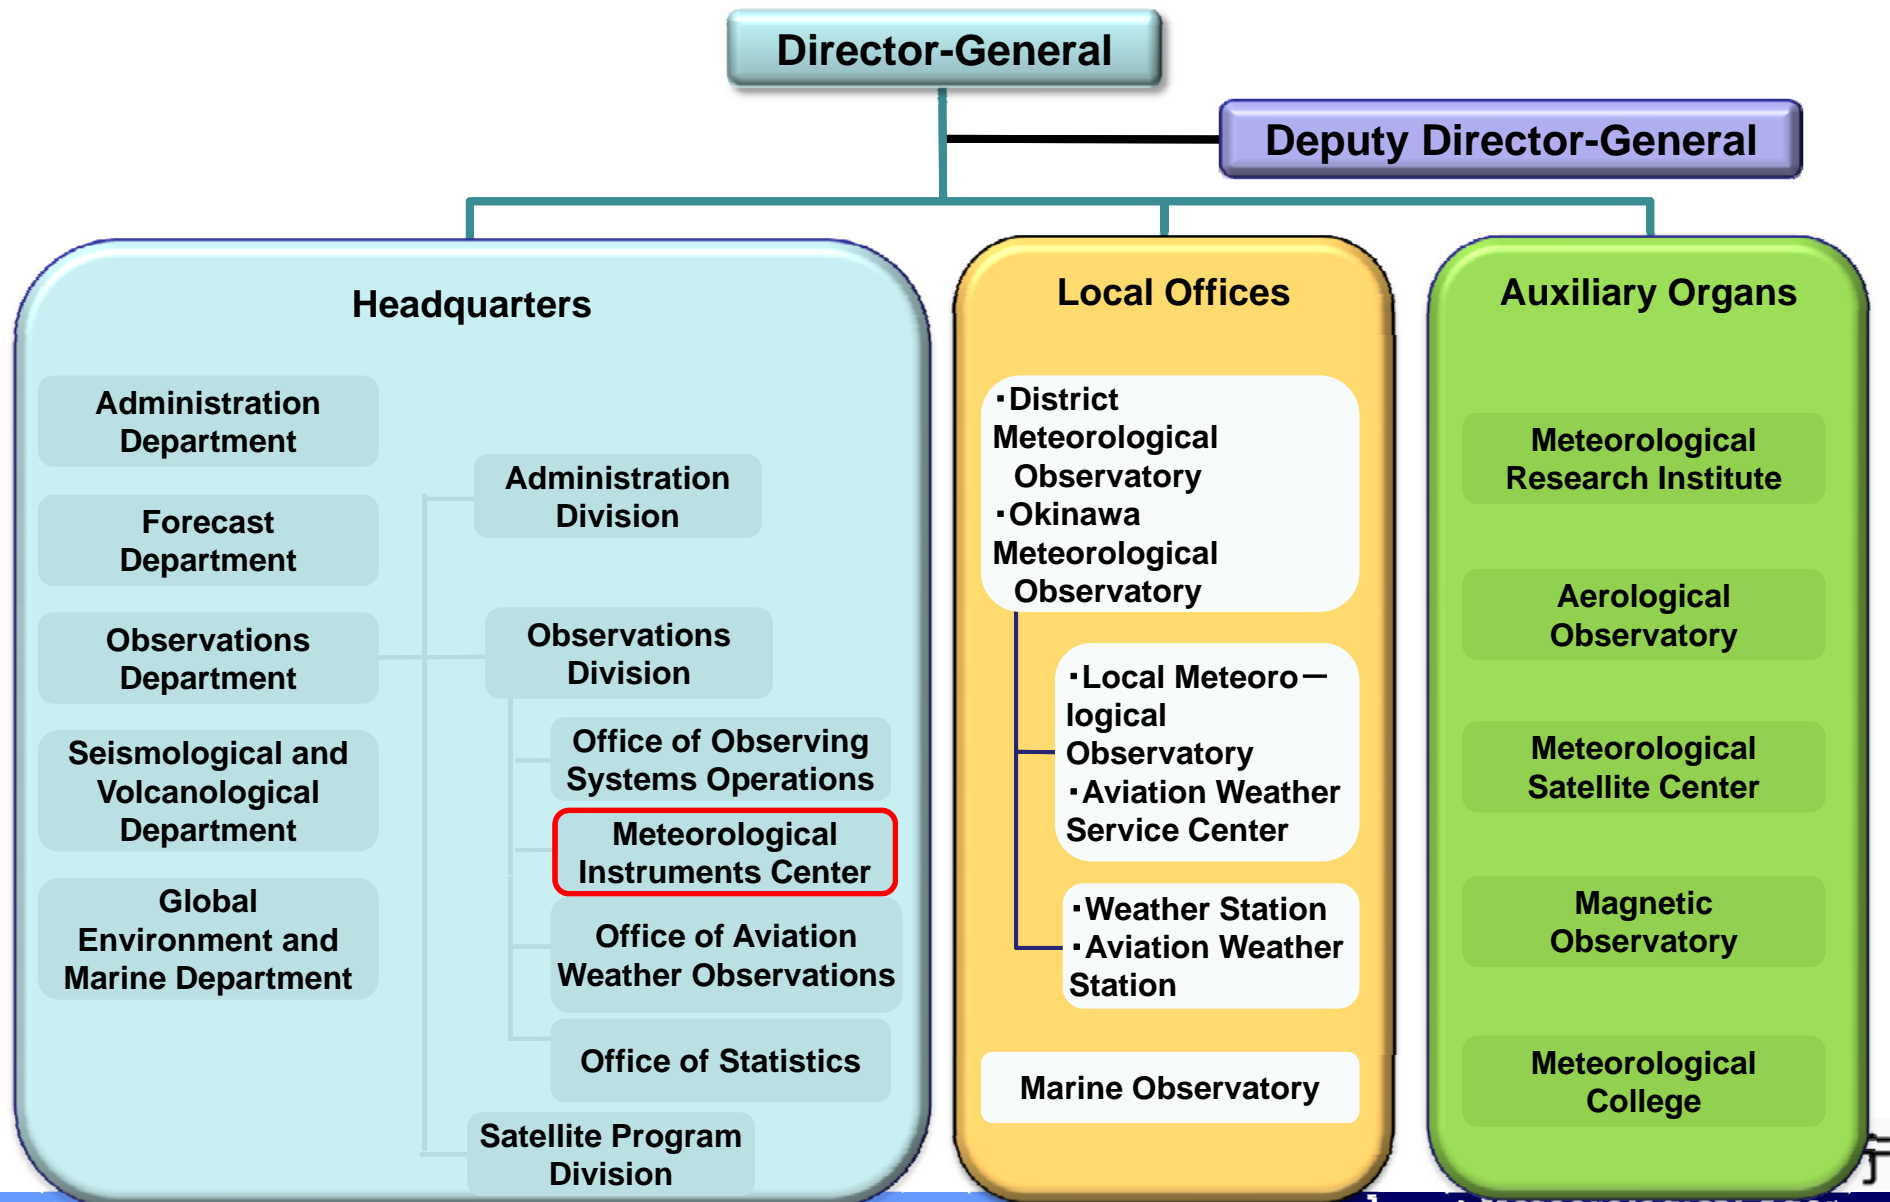 Director-General
Deputy Director-General
Headquarters
Administration
Department
Forecast
Department
Observations
Department
Seismological and
Volcanological
Department
Global
Environment and
Marine Department
Administration
Division
Observations
Division
Office of Observing
Systems Operations
Meteorological
Instruments Center
Office of Aviation
Weather Observations
Office of Statistics
Satellite Program
Division
Local Offices
・District
Meteorological
Observatory
・Okinawa
Meteorological
Observatory
・Local Meteoro－
logical
Observatory
・Aviation Weather
Service Center
・Weather Station
・Aviation Weather
Station
Marine Observatory
Auxiliary Organs
Meteorological
Research Institute
Aerological
Observatory
Meteorological
Satellite Center
Magnetic
Observatory
Meteorological
College